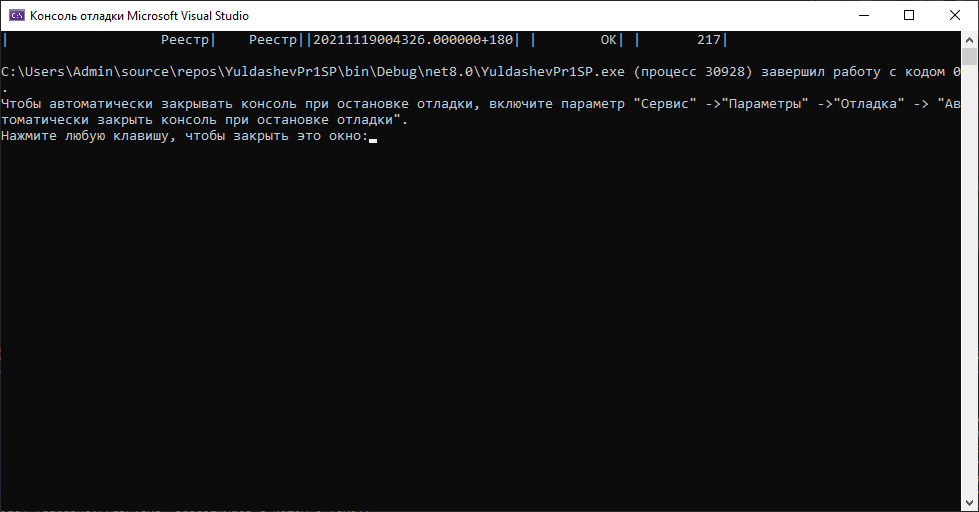 Консоль отладки Microsoft Visual Studio
| Реестр| Реестр||20211119004326.000000+180| | OK| | 217|
C:\Users\Admin\source\repos\YuldashevPr1SP\bin\Debug\net8.0\YuldashevPr1SP.exe (процесс 30928) завершил работу с кодом 0
.
Чтобы автоматически закрывать консоль при остановке отладки, включите параметр "Сервис" ->"Параметры" ->"Отладка" -> "Ав
томатически закрыть консоль при остановке отладки".
Нажмите любую клавишу, чтобы закрыть это окно: